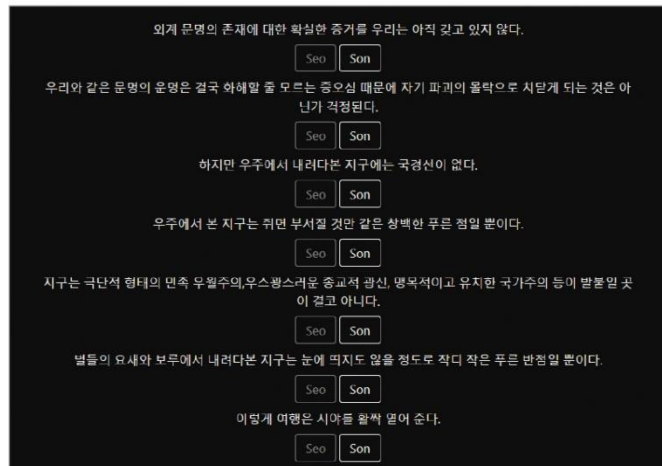 외계 문명의 존재에 대한 확실한 증거를 우리는 아직 갖고 있지 않다.
Seo Son
우리와 같은 문명의 운명은 결국 화해할 줄 모르는 증오심 때문에 자기 파괴의 몰락으로 치닫게 되는 것은 아
닌가 걱정된다.
Seo Son
하지만 우주에서 내려다본 지구에는 국경선이 없다.
Seo Son
우주에서 본 지구는 쥐면 부서질 것만 같은 창백한 푸른 점일 뿐이다.
Seo Son
지구는 극단적 형태의 민족 우월주의,우스꽝스러운 종교적 광신, 맹목적이고 유치한 국가주의 등이 발붙일 곳
이 결코 아니다.
Seo Son
별들의 요새와 보루에서 내려다본 지구는 눈에 띄지도 않을 정도로 작디 작은 푸른 반점일 뿐이다.
Seo Son
이렇게 여행은 시야를 활짝 열어 준다.
Seo Son